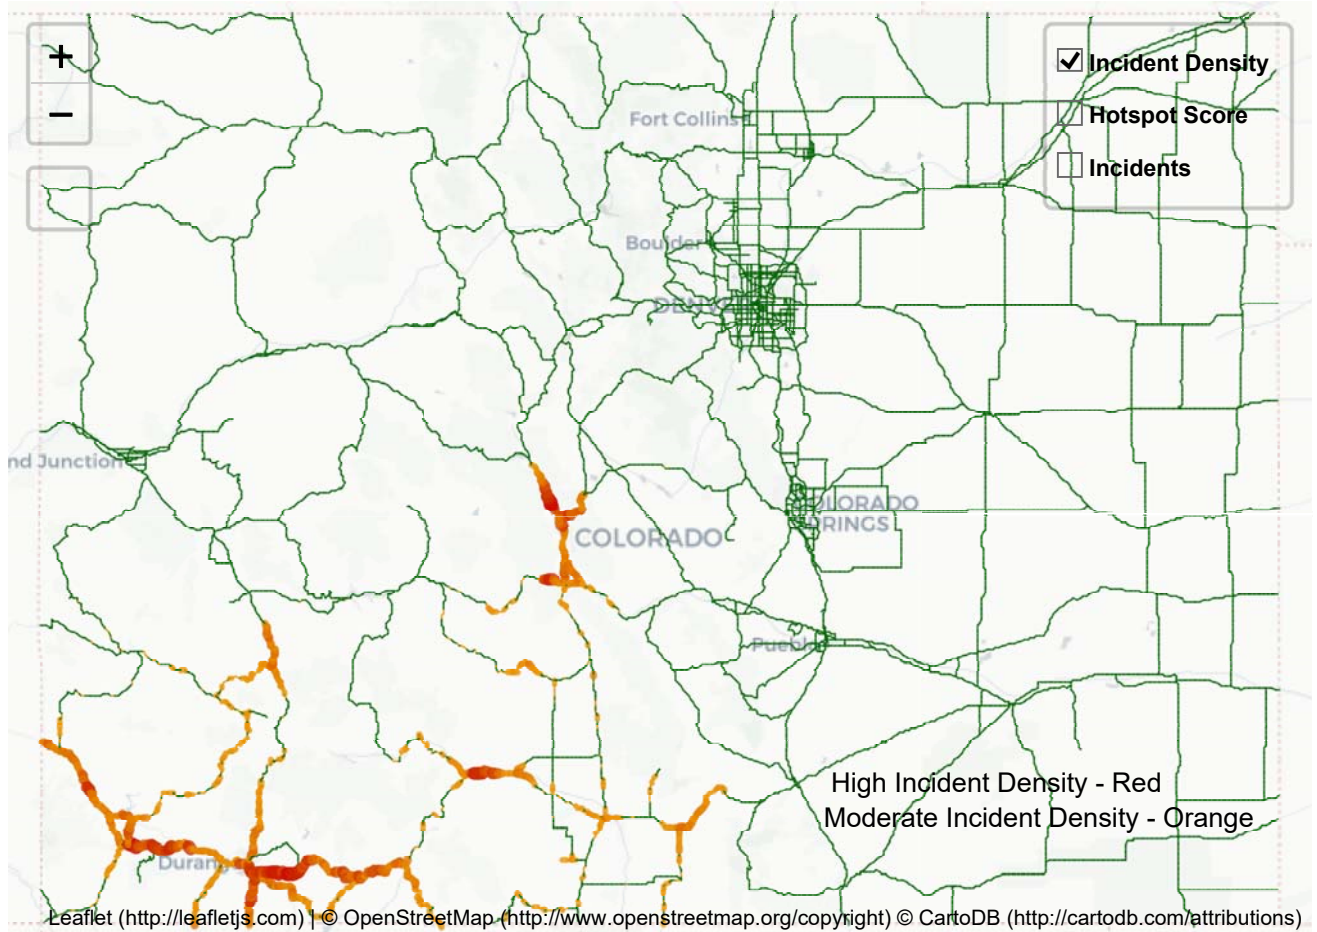 +
−
Incident Density
Hotspot Score
Incidents
Fort Collins
Boulder
nd Junction
COLORADO
COLORADO
Pueblo
High Incident Density - Red
Moderate Incident Density - Orange
Leaflet (http://leafletjs.com) | © OpenStreetMap (http://www.openstreetmap.org/copyright) © CartoDB (http://cartodb.com/attributions)